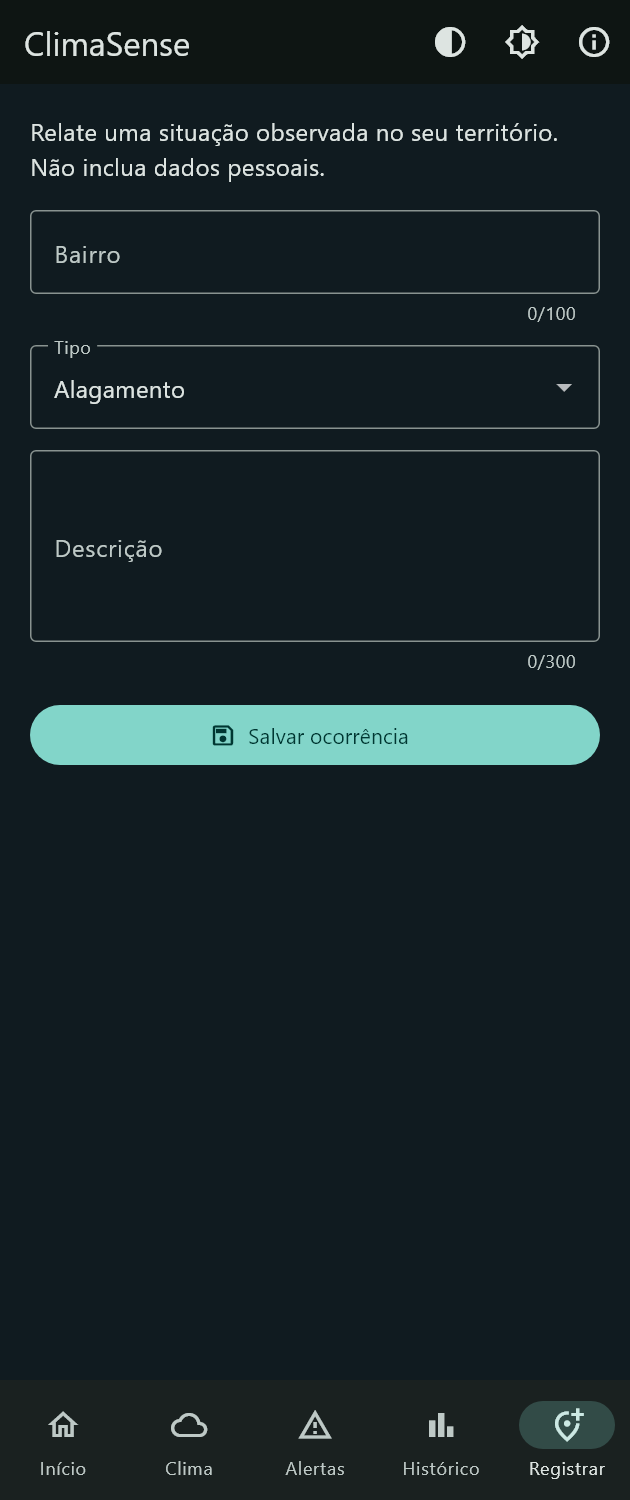 ClimaSense
Relate uma situação observada no seu território.
Não inclua dados pessoais.
Bairro
0/100
Tipo
Alagamento
Descrição
0/300
Salvar ocorrência
Início
Clima
Alertas
Histórico
Registrar